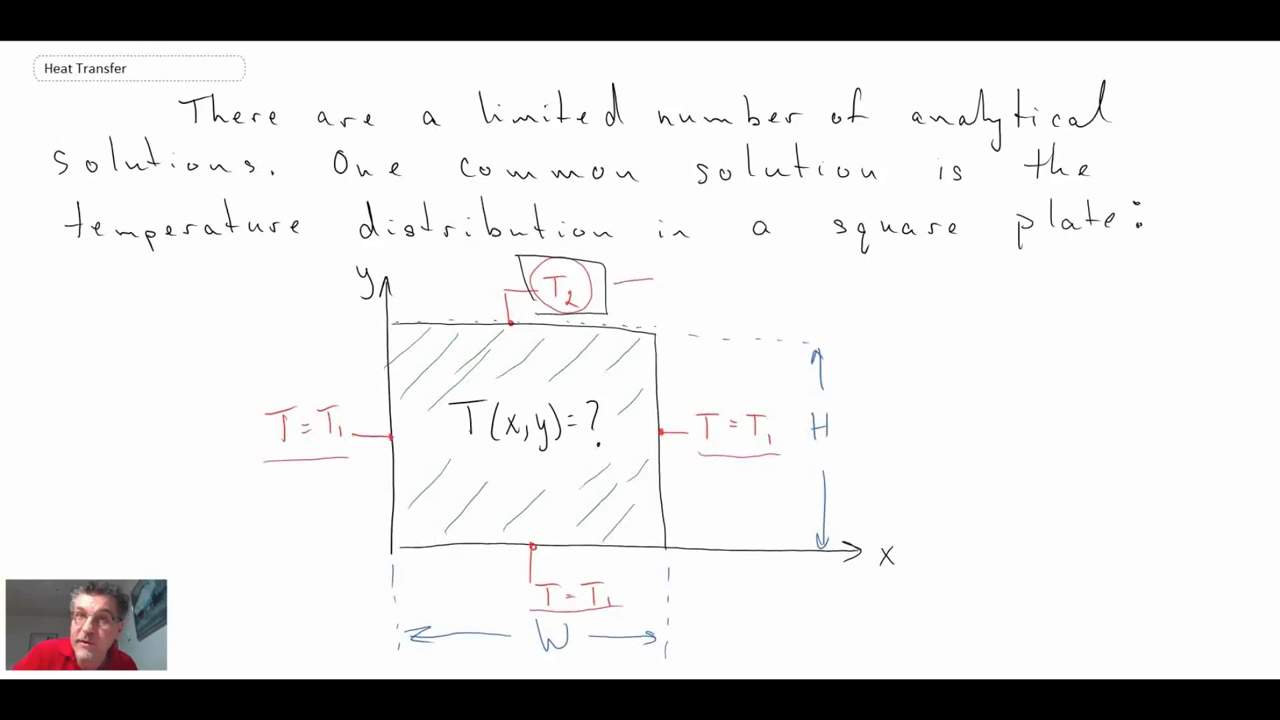 Heat Transfer
There are a limited number of analytical
solutions. One common solution is the
temperature distribution in a square plate:
y
T₂
T(x,y)=?
T=T₁
T=T₁
H
x
T=T₁
W